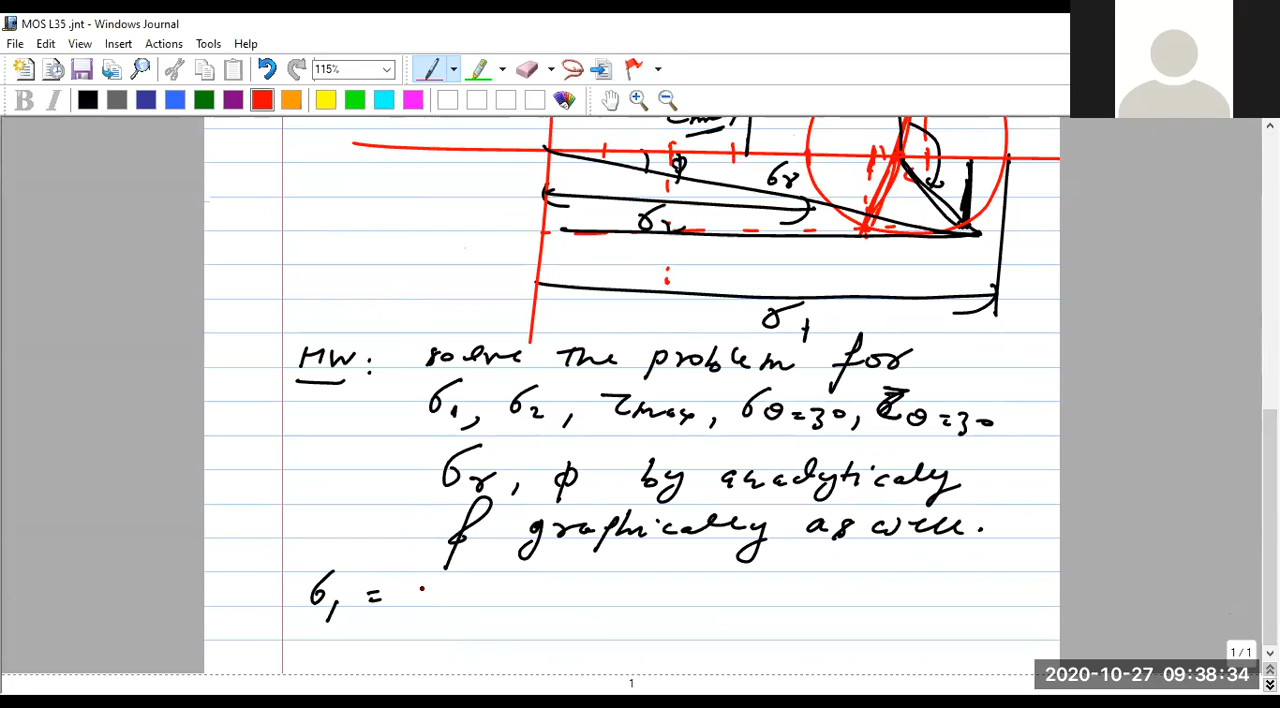 MOS L35 .jnt - Windows Journal
File Edit View Insert Actions Tools Help
115%
B I
ϕ
σr
σ2
σ1
HW: solve the problem for
σ1, σ2, τmax, σθ=30, τθ=30
σr, ϕ by analytically
& graphically as well.
σ1 =
1/1
2020-10-27 09:38:34
1